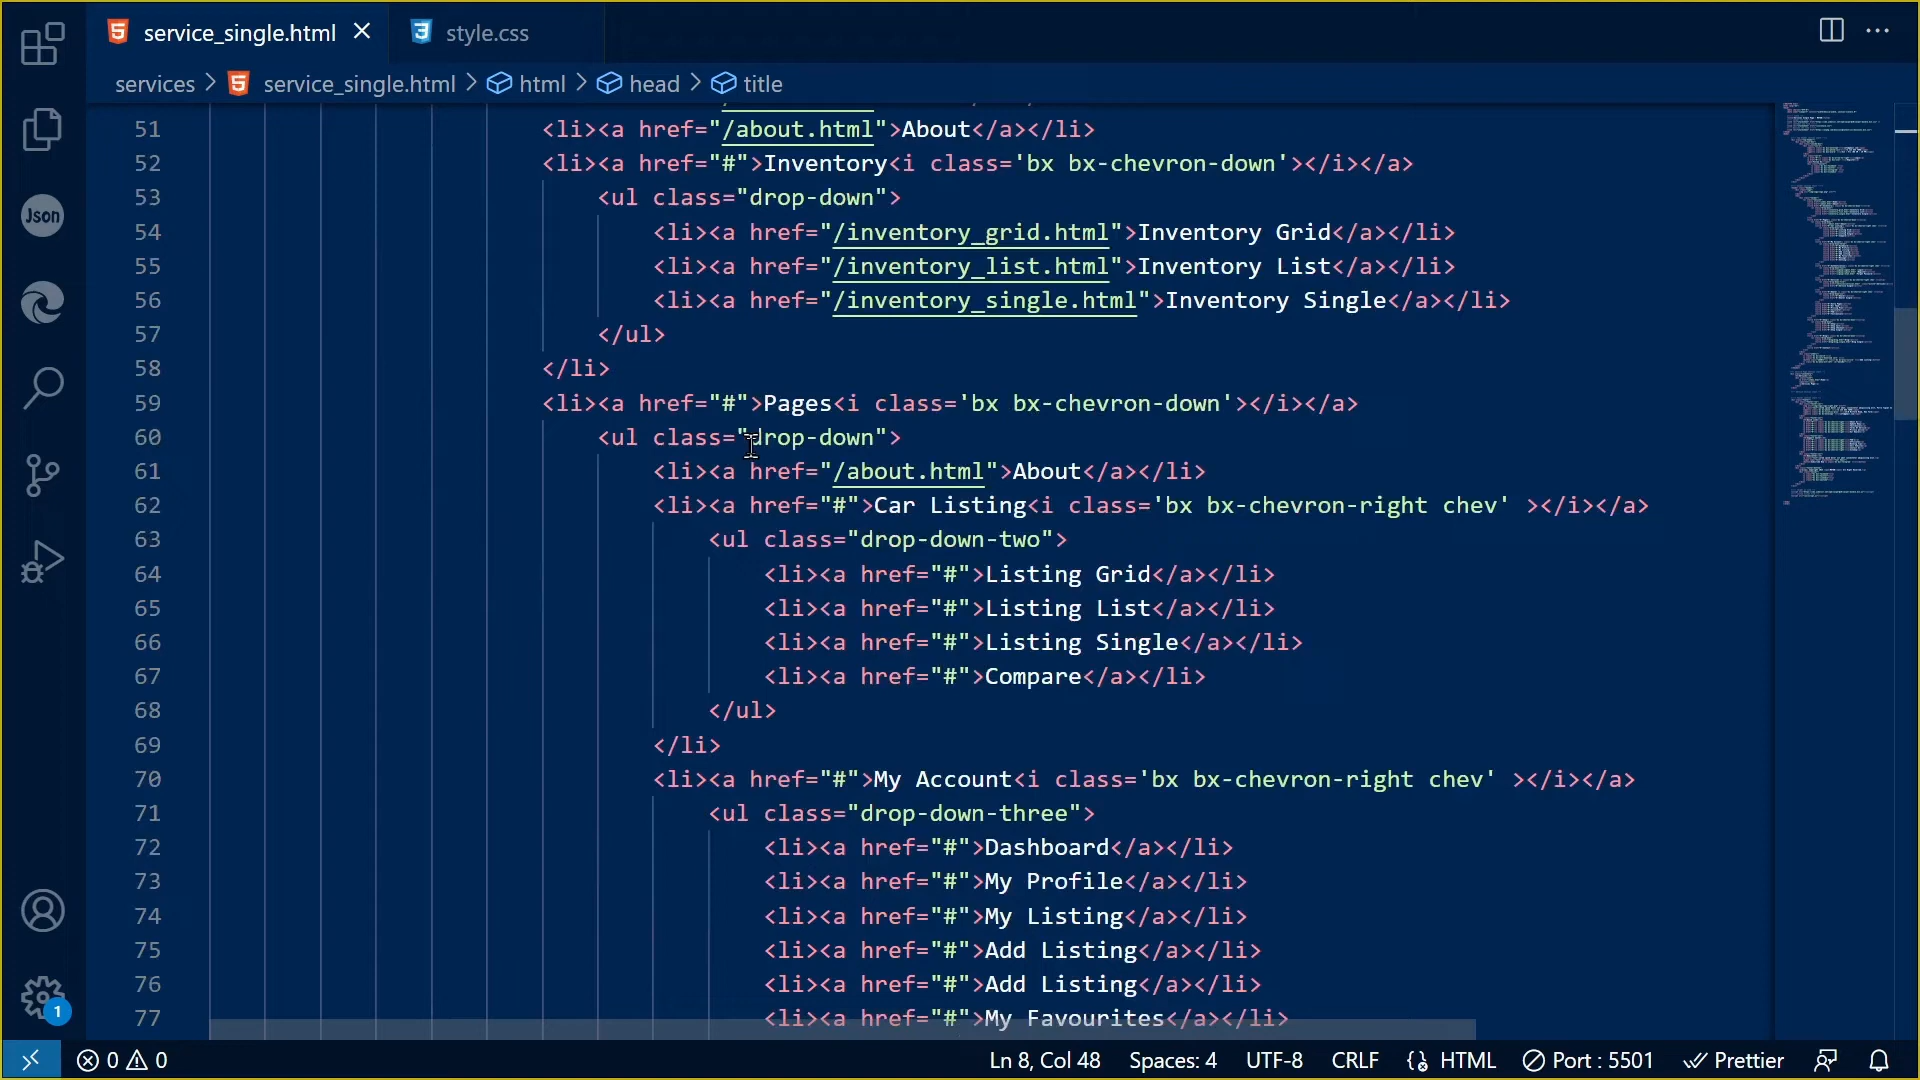 service_single.html
style.css
services > service_single.html > html > head > title
Json
51 <li><a href="/about.html">About</a></li>
52 <li><a href="#">Inventory<i class='bx bx-chevron-down'></i></a>
53 <ul class="drop-down">
54 <li><a href="/inventory_grid.html">Inventory Grid</a></li>
55 <li><a href="/inventory_list.html">Inventory List</a></li>
56 <li><a href="/inventory_single.html">Inventory Single</a></li>
57 </ul>
58 </li>
59 <li><a href="#">Pages<i class='bx bx-chevron-down'></i></a>
60 <ul class="drop-down">
61 <li><a href="/about.html">About</a></li>
62 <li><a href="#">Car Listing<i class='bx bx-chevron-right chev' ></i></a>
63 <ul class="drop-down-two">
64 <li><a href="#">Listing Grid</a></li>
65 <li><a href="#">Listing List</a></li>
66 <li><a href="#">Listing Single</a></li>
67 <li><a href="#">Compare</a></li>
68 </ul>
69 </li>
70 <li><a href="#">My Account<i class='bx bx-chevron-right chev' ></i></a>
71 <ul class="drop-down-three">
72 <li><a href="#">Dashboard</a></li>
73 <li><a href="#">My Profile</a></li>
74 <li><a href="#">My Listing</a></li>
75 <li><a href="#">Add Listing</a></li>
76 <li><a href="#">Add Listing</a></li>
77 <li><a href="#">My Favourites</a></li>
1
0 0 Ln 8, Col 48 Spaces: 4 UTF-8 CRLF HTML Port : 5501 Prettier